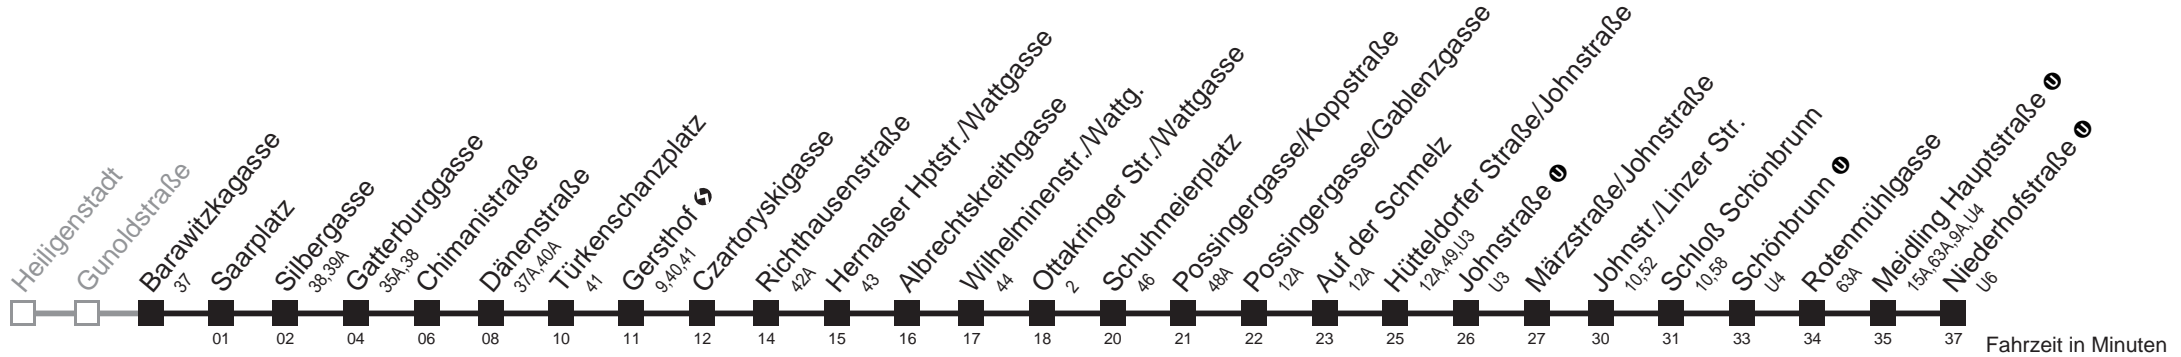 Heiligenstadt
Gunoldstraße
Barawitzkagasse
37
Saarplatz
Silbergasse
38,39A
Gatterburggasse
35A,38
Chimanistraße
Dänenstraße
37A,40A
Türkenschanzplatz
41
Gersthof
9,40,41
Czartoryskigasse
Richthausenstraße
42A
Hernalser Hptstr./Wattgasse
43
Albrechtskreithgasse
Wilhelminenstr./Wattg.
44
Ottakringer Str./Wattgasse
2
Schuhmeierplatz
46
Possingergasse/Koppstraße
48A
Possingergasse/Gablenzgasse
12A
Auf der Schmelz
12A
Hütteldorfer Straße/Johnstraße
12A,49,U3
Johnstraße U
U3
Märzstraße/Johnstraße
Johnstr./Linzer Str.
10,52
Schloß Schönbrunn
10,58
Schönbrunn U
U4
Rotenmühlgasse
63A
Meidling Hauptstraße U
15A,63A,9A,U4
Niederhofstraße U
U6
01 02 04 06 08 10 11 12 14 15 16 17 18 20 21 22 23 25 26 27 30 31 33 34 35 37 Fahrzeit in Minuten